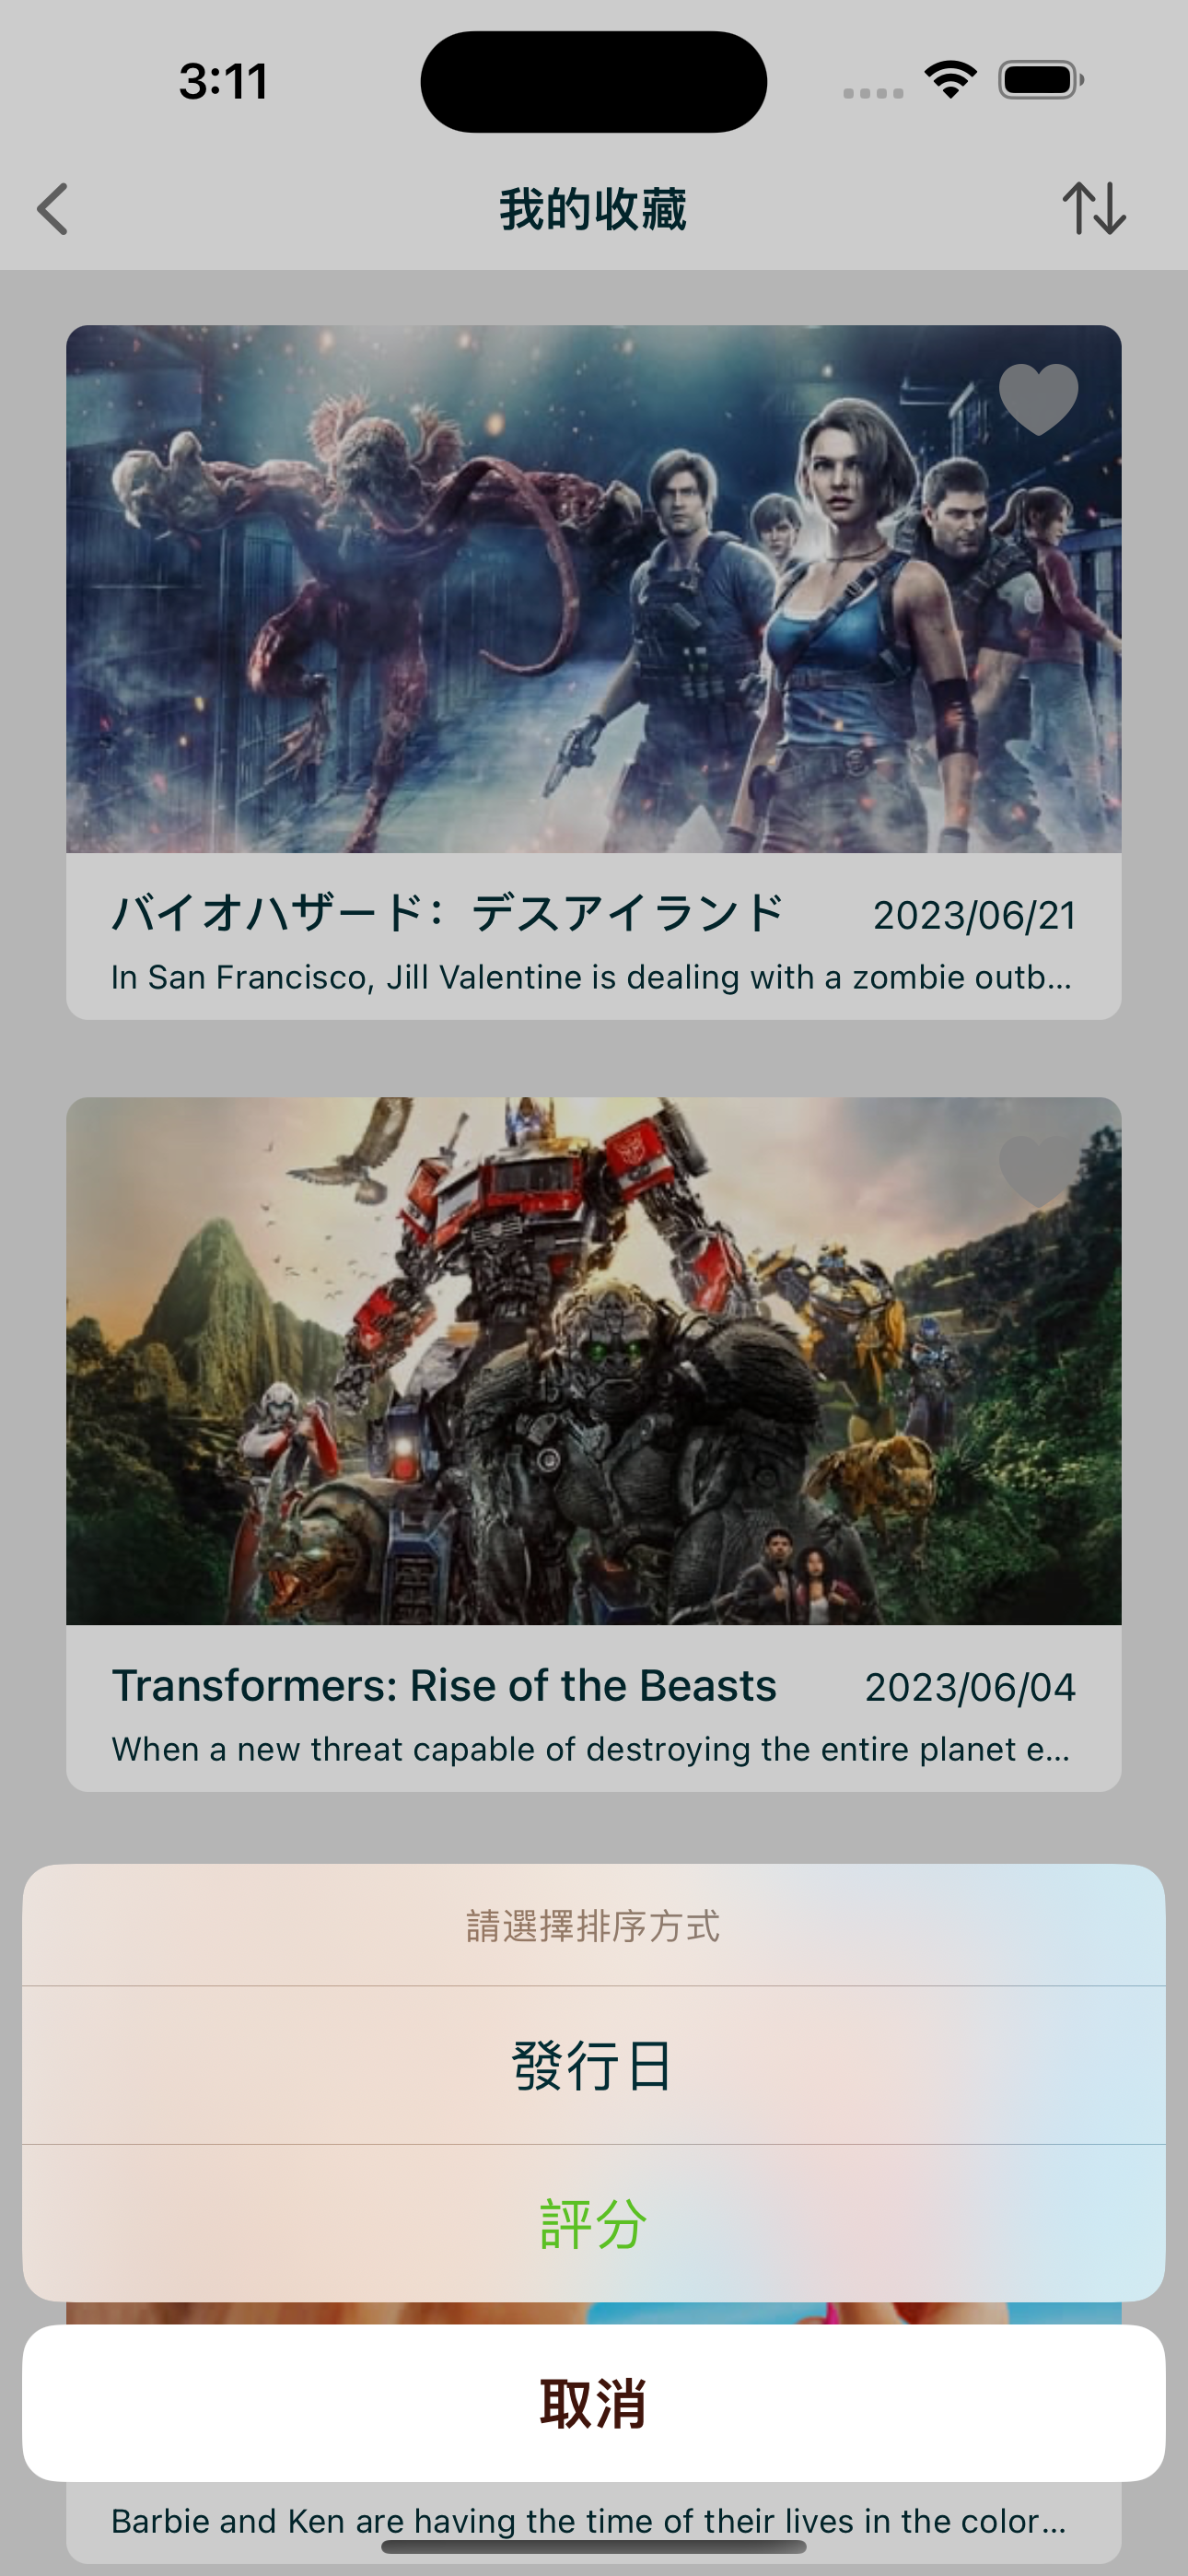 3:11
我的收藏
バイオハザード：デスアイランド 2023/06/21
In San Francisco, Jill Valentine is dealing with a zombie outb...
Transformers: Rise of the Beasts 2023/06/04
When a new threat capable of destroying the entire planet e...
請選擇排序方式
發行日
評分
取消
Barbie and Ken are having the time of their lives in the color...